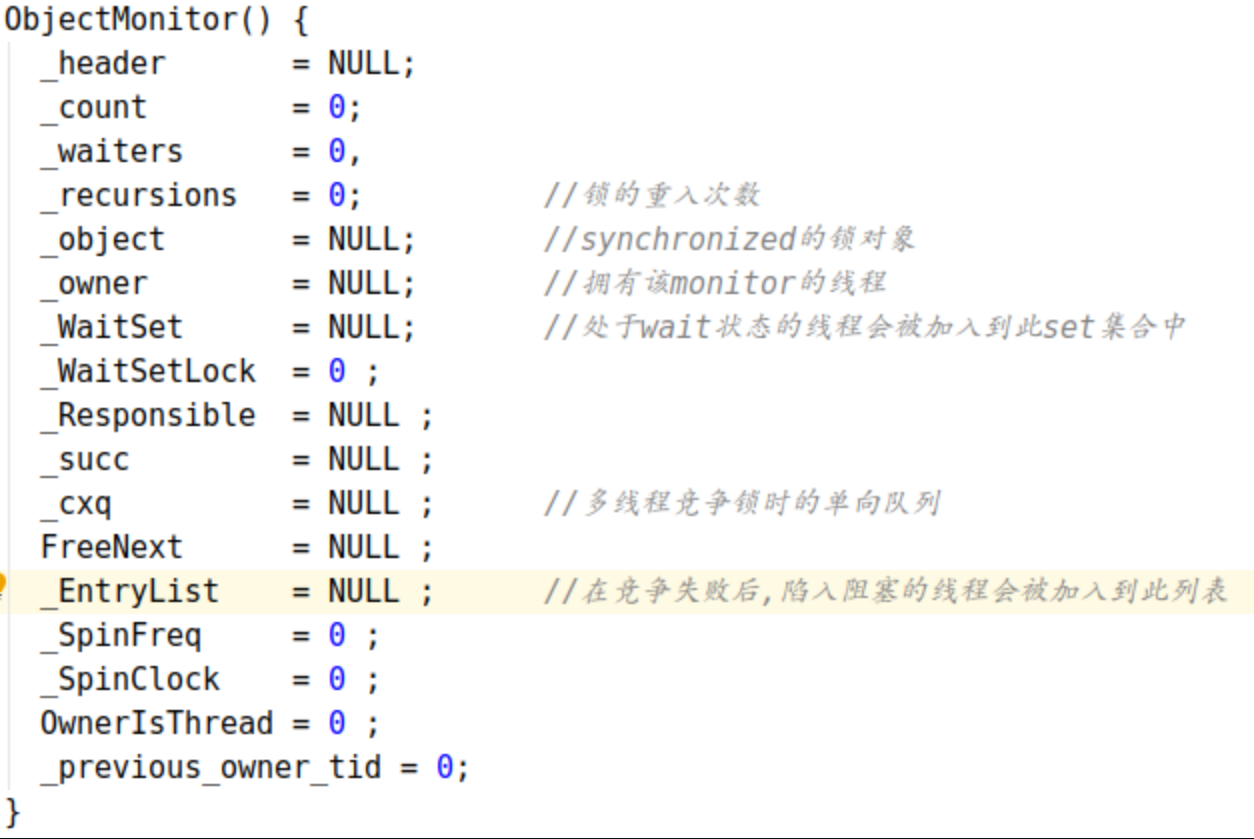 ObjectMonitor() {
_header = NULL;
_count = 0;
_waiters = 0,
_recursions = 0; //锁的重入次数
_object = NULL; //synchronized的锁对象
_owner = NULL; //拥有该monitor的线程
_WaitSet = NULL; //处于wait状态的线程会被加入到此set集合中
_WaitSetLock = 0 ;
_Responsible = NULL ;
_succ = NULL ;
_cxq = NULL ; //多线程竞争锁时的单向队列
FreeNext = NULL ;
_EntryList = NULL ; //在竞争失败后,陷入阻塞的线程会被加入到此列表
_SpinFreq = 0 ;
_SpinClock = 0 ;
OwnerIsThread = 0 ;
_previous_owner_tid = 0;
}